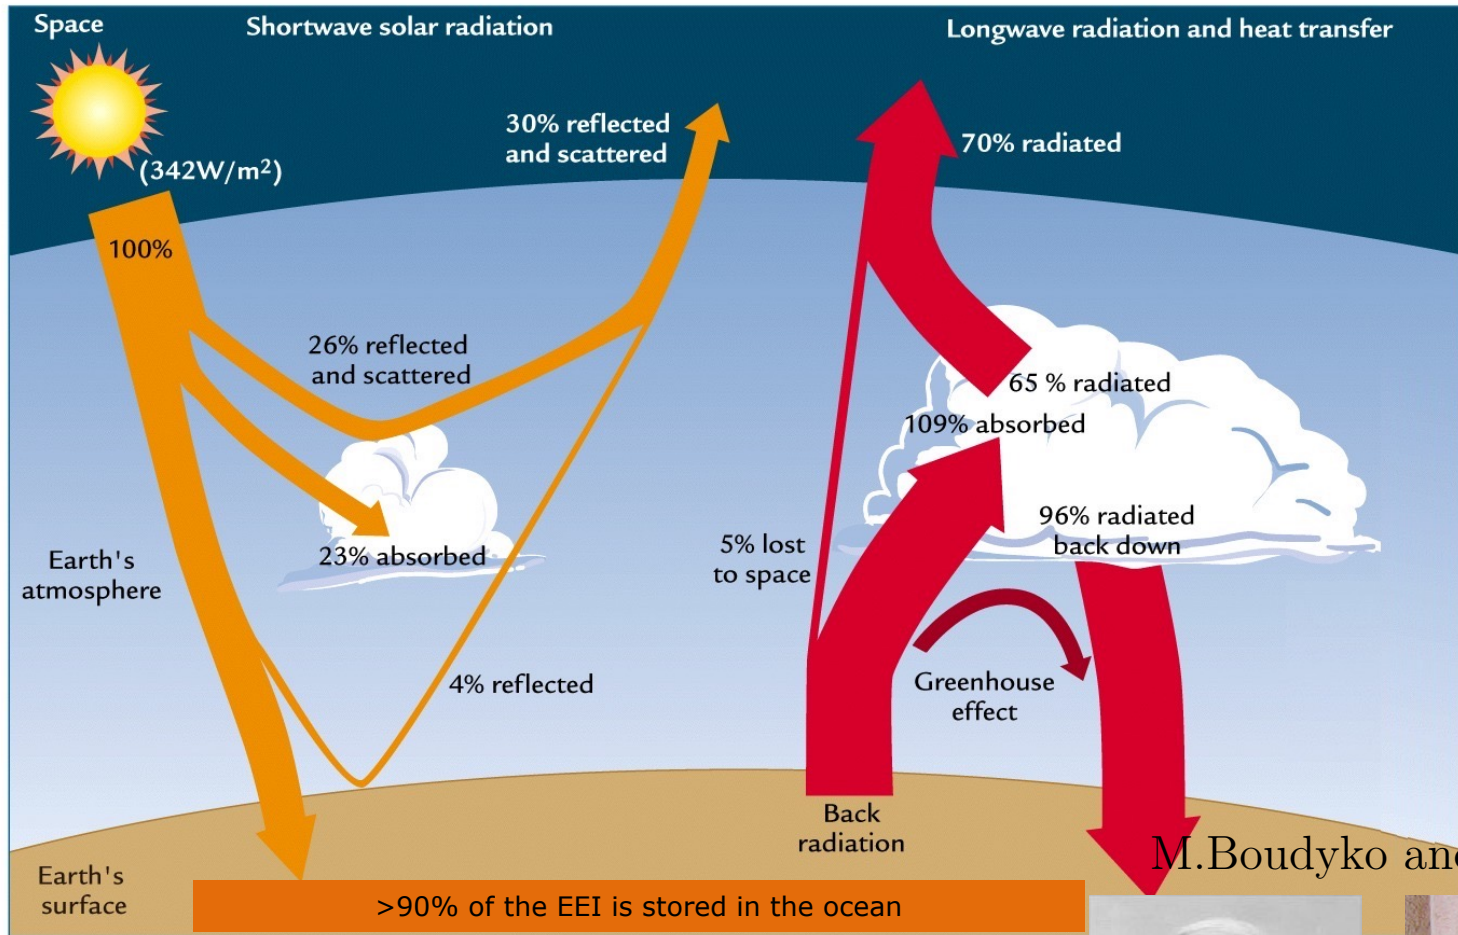 Space
Shortwave solar radiation
Longwave radiation and heat transfer
30% reflected
and scattered
70% radiated
(342W/m²)
100%
26% reflected
and scattered
65 % radiated
109% absorbed
23% absorbed
96% radiated
back down
5% lost
to space
Earth's
atmosphere
4% reflected
Greenhouse
effect
Back
radiation
M.Boudyko and
Earth's
surface
>90% of the EEI is stored in the ocean